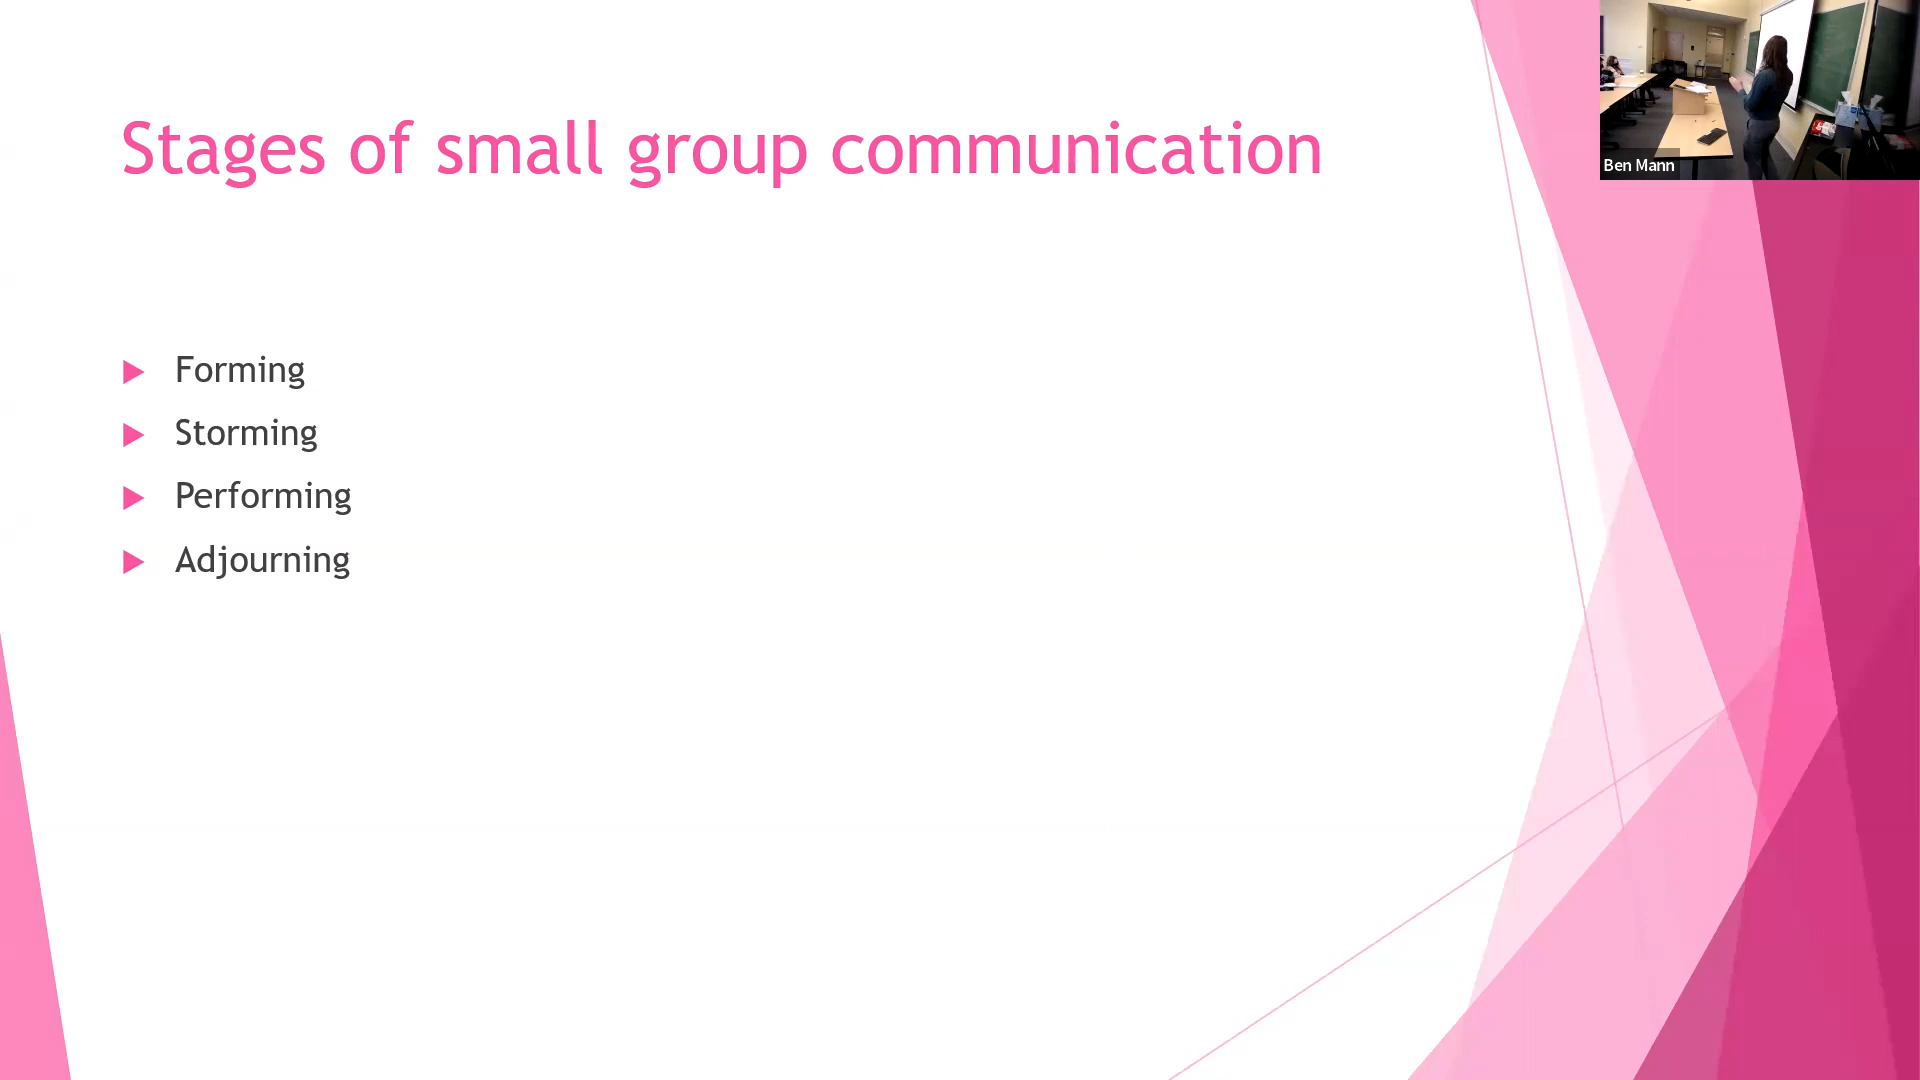 Stages of small group communication
Forming
Storming
Performing
Adjourning
Ben Mann